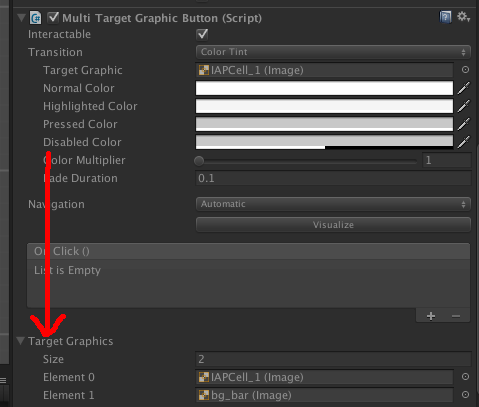 Multi Target Graphic Button (Script)
Interactable
Transition Color Tint
Target Graphic IAPCell_1 (Image)
Normal Color
Highlighted Color
Pressed Color
Disabled Color
Color Multiplier 1
Fade Duration 0.1
Navigation Automatic
Visualize
On Click ()
List is Empty
Target Graphics
Size 2
Element 0 IAPCell_1 (Image)
Element 1 bg_bar (Image)